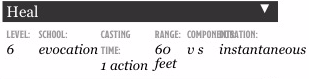 Heal ▼
LEVEL: SCHOOL: CASTING TIME: RANGE: COMPONENTS: DURATION:
6 evocation 1 action 60 feet v s instantaneous